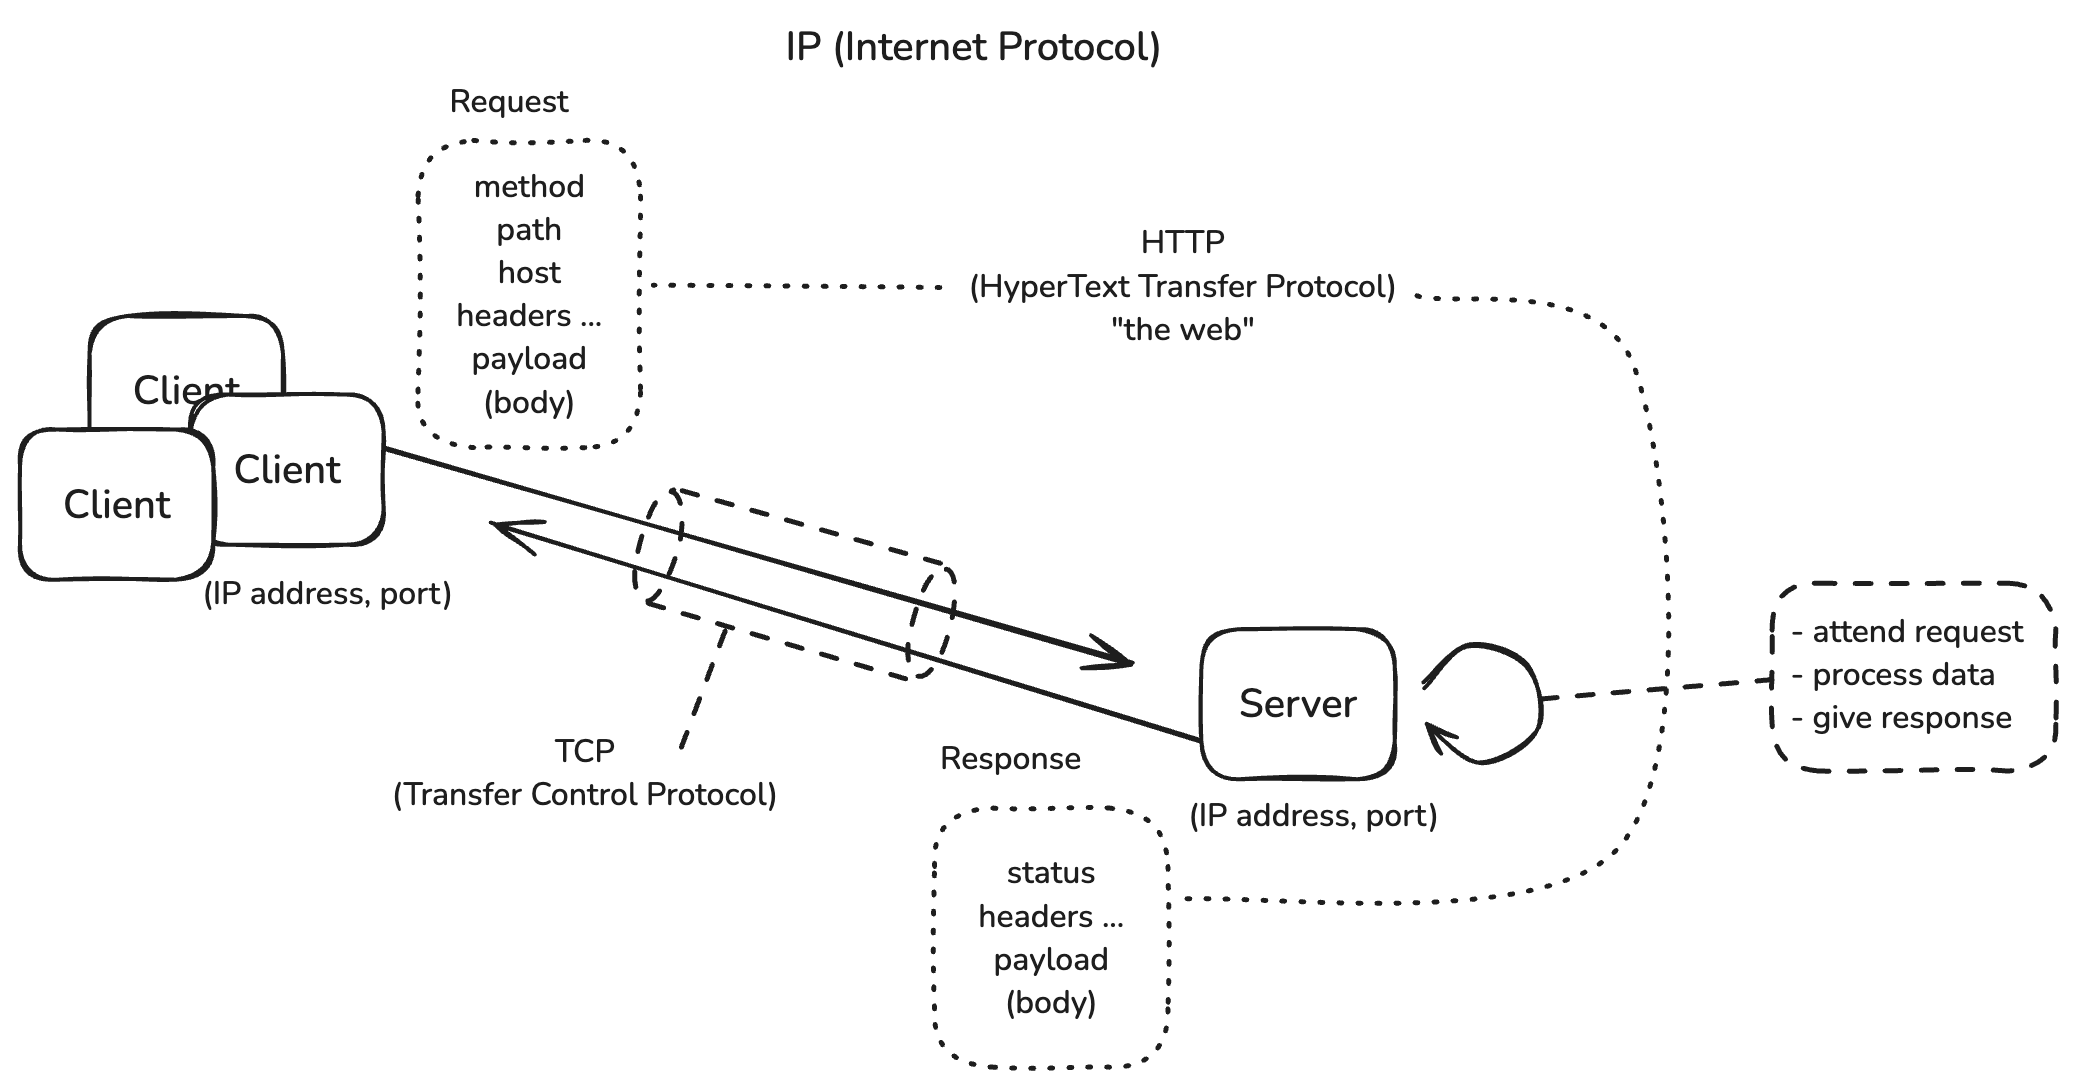 IP (Internet Protocol)
Request
method
path
host
headers ...
payload
(body)
HTTP
(HyperText Transfer Protocol)
"the web"
Client
Client
Client
(IP address, port)
TCP
(Transfer Control Protocol)
Server
(IP address, port)
- attend request
- process data
- give response
Response
status
headers ...
payload
(body)